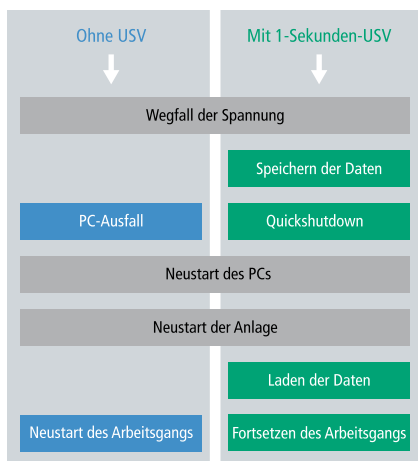 Ohne USV
Mit 1-Sekunden-USV
Wegfall der Spannung
Speichern der Daten
PC-Ausfall
Quickshutdown
Neustart des PCs
Neustart der Anlage
Laden der Daten
Neustart des Arbeitsgangs
Fortsetzen des Arbeitsgangs